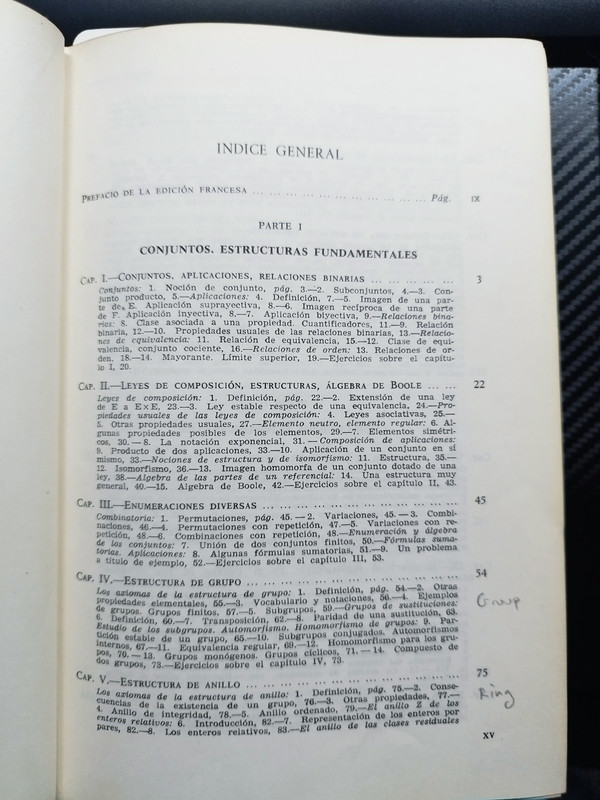 INDICE GENERAL
PREFACIO DE LA EDICIÓN FRANCESA ... ... ... ... ... ... ... ... ... ... ... ... Pág. IX
PARTE I
CONJUNTOS. ESTRUCTURAS FUNDAMENTALES
CAP. I.—CONJUNTOS, APLICACIONES, RELACIONES BINARIAS ... ... ... ... 3
Conjuntos: 1. Noción de conjunto, pág. 3.—2. Subconjuntos, 4.—3. Con-
junto producto, 5.—Aplicaciones: 4. Definición, 7.—5. Imagen de una par-
te de E. Aplicación suprayectiva, 8.—6. Imagen recíproca de una parte
de F. Aplicación inyectiva, 8.—7. Aplicación biyectiva, 9.—Relaciones bina-
rias: 8. Clase asociada a una propiedad. Cuantificadores, 11.—9. Relación
binaria, 12.—10. Propiedades usuales de las relaciones binarias, 13.—Relacio-
nes de equivalencia: 11. Relación de equivalencia, 15.—12. Clase de equi-
valencia, conjunto cociente, 16.—Relaciones de orden: 13. Relaciones de or-
den. 18.—14. Mayorante. Límite superior, 19.—Ejercicios sobre el capítu-
lo I, 20.
CAP. II.—LEYES DE COMPOSICIÓN, ESTRUCTURAS, ÁLGEBRA DE BOOLE ... ... 22
Leyes de composición: 1. Definición, pág. 22.—2. Extensión de una ley
de E a E×E, 23.—3. Ley estable respecto de una equivalencia, 24.—Pro-
piedades usuales de las leyes de composición: 4. Leyes asociativas, 25.—
5. Otras propiedades usuales, 27.—Elemento neutro, elemento regular: 6. Al-
gunas propiedades posibles de los elementos, 29.—7. Elementos simétri-
cos, 30.—8. La notación exponencial, 31.—Composición de aplicaciones:
9. Producto de dos aplicaciones, 33.—10. Aplicación de un conjunto en sí
mismo, 33.—Nociones de estructura y de isomorfismo: 11. Estructura, 35.—
12. Isomorfismo, 36.—13. Imagen homomorfa de un conjunto dotado de una
ley, 38.—Algebra de las partes de un referencial: 14. Una estructura muy
general, 40.—15. Algebra de Boole, 42.—Ejercicios sobre el capítulo II, 43.
CAP. III.—ENUMERACIONES DIVERSAS ... ... ... ... ... ... ... ... ... ... 45
Combinatoria: 1. Permutaciones, pág. 45.—2. Variaciones, 45.—3. Combi-
naciones, 46.—4. Permutaciones con repetición, 47.—5. Variaciones con re-
petición, 48.—6. Combinaciones con repetición, 48.—Enumeración y álgebra
de los conjuntos: 7. Unión de dos conjuntos finitos, 50.—Fórmulas suma-
torias. Aplicaciones: 8. Algunas fórmulas sumatorias, 51.—9. Un problema
a título de ejemplo, 52.—Ejercicios sobre el capítulo III, 53.
CAP. IV.—ESTRUCTURA DE GRUPO ... ... ... ... ... ... ... ... ... ... ... 54
Los axiomas de la estructura de grupo: 1. Definición, pág. 54.—2. Otras
propiedades elementales, 55.—3. Vocabulario y notaciones, 56.—4. Ejemplos
de grupos. Grupos finitos, 57.—5. Subgrupos, 59.—Grupos de sustituciones:
6. Definición, 60.—7. Transposición, 62.—8. Paridad de una sustitución, 63.
Estudio de los subgrupos. Automorfismo. Homomorfismo de grupos: 9. Par-
tición estable de un grupo, 65.—10. Subgrupos conjugados. Automorfismos
internos, 67.—11. Equivalencia regular, 69.—12. Homomorfismo para los gru-
pos, 70.—13. Grupos monógenos. Grupos cíclicos, 71.—14. Compuesto de
dos grupos, 73.—Ejercicios sobre el capítulo IV, 73.
Group
CAP. V.—ESTRUCTURA DE ANILLO ... ... ... ... ... ... ... ... ... ... ... 75
Los axiomas de la estructura de anillo: 1. Definición, pág. 75.—2. Conse-
cuencias de la existencia de un grupo, 76.—3. Otras propiedades, 77.—
4. Anillo de integridad, 78.—5. Anillo ordenado, 79.—El anillo Z de los
enteros relativos: 6. Introducción, 82.—7. Representación de los enteros por
pares, 82.—8. Los enteros relativos, 83.—El anillo de las clases residuales
Ring
XV